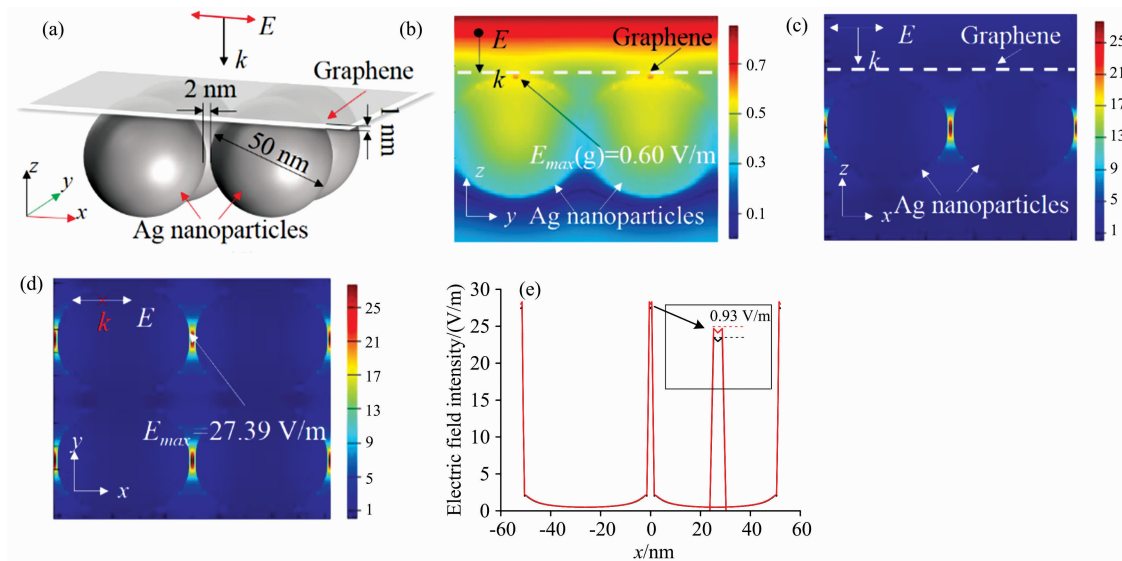 (a)
E
k
Graphene
2 nm
1 nm
50 nm
z
y
x
Ag nanoparticles
(b)
E
Graphene
k
E_max(g)=0.60 V/m
z
y
Ag nanoparticles
0.7
0.5
0.3
0.1
(c)
E
Graphene
k
z
x
Ag nanoparticles
25
21
17
13
9
5
1
(d)
k
E
E_max=27.39 V/m
y
x
25
21
17
13
9
5
1
(e)
Electric field intensity/(V/m)
30
25
20
15
10
5
0
0.93 V/m
-60 -40 -20 0 20 40 60
x/nm